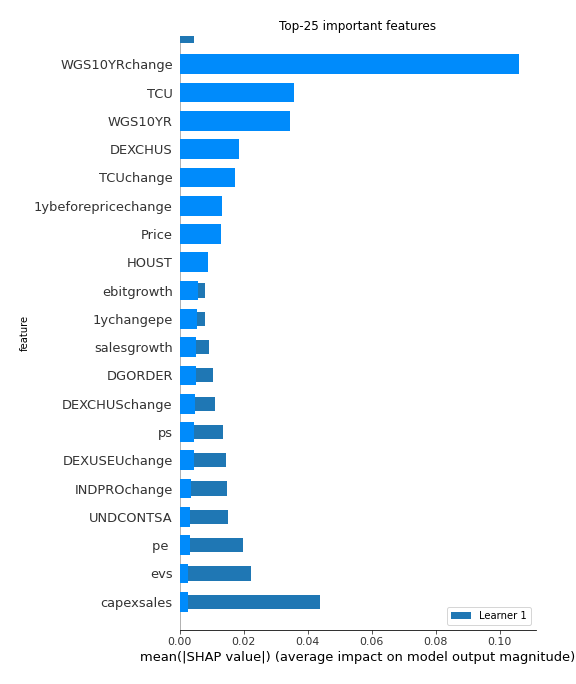 Top-25 important features
WGS10YRchange
TCU
WGS10YR
DEXCHUS
TCUchange
1ybeforepricechange
Price
HOUST
ebitgrowth
1ychangepe
salesgrowth
DGORDER
DEXCHUSchange
ps
DEXUSEUchange
INDPROchange
UNDCONTSA
pe
evs
capexsales
feature
Learner 1
0.00 0.02 0.04 0.06 0.08 0.10
mean(|SHAP value|) (average impact on model output magnitude)